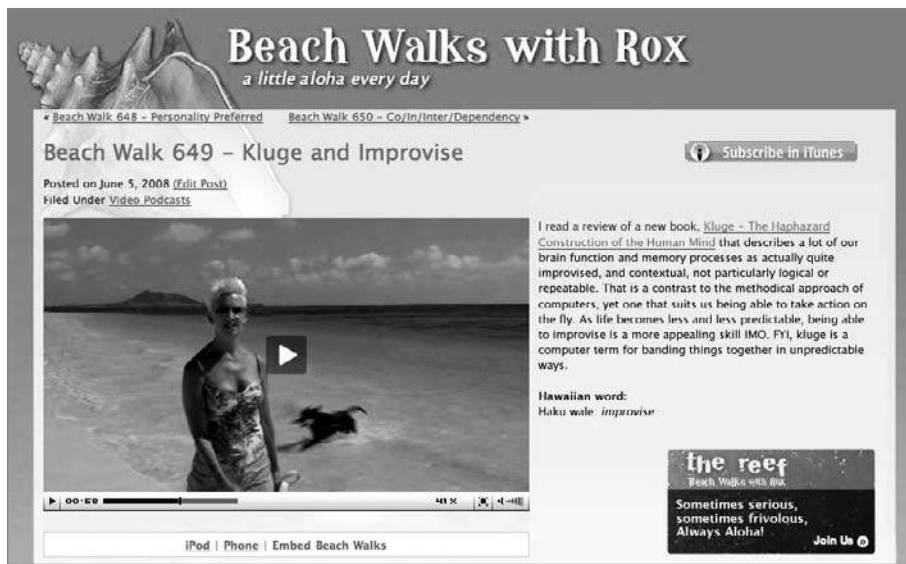 Beach Walks with Rox
a little aloha every day
« Beach Walk 648 – Personality Preferred
Beach Walk 650 – Co/In/Inter/Dependency »
Beach Walk 649 – Kluge and Improvise
Subscribe in iTunes
Posted on June 5, 2008 (Edit Post)
Filed Under Video Podcasts
I read a review of a new book, Kluge – The Haphazard
Construction of the Human Mind that describes a lot of our
brain function and memory processes as actually quite
improvised, and contextual, not particularly logical or
repeatable. That is a contrast to the methodical approach of
computers, yet one that suits us being able to take action on
the fly. As life becomes less and less predictable, being able
to improvise is a more appealing skill IMO. FYI, kluge is a
computer term for banding things together in unpredictable
ways.
Hawaiian word:
Haku wale: improvise
00:58
41%
the reef
Beach Walks with Rox
Sometimes serious,
sometimes frivolous,
Always Aloha!
Join Us »
iPod | Phone | Embed Beach Walks